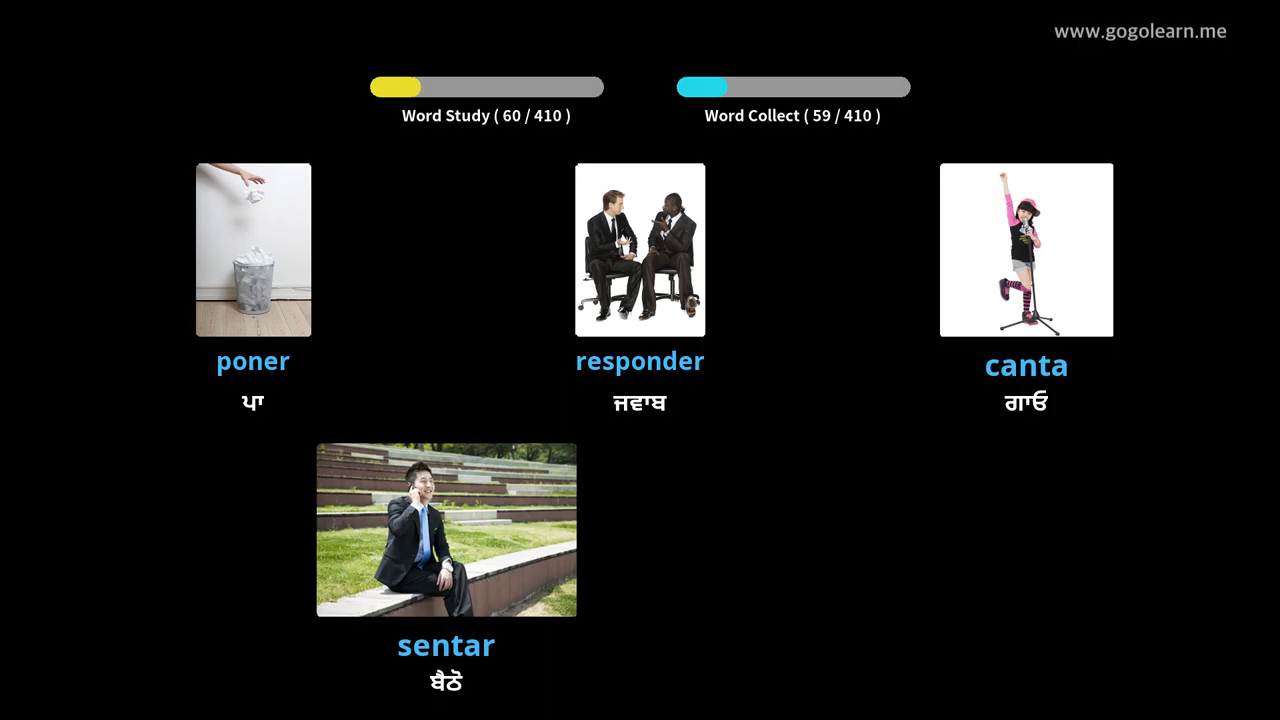 www.gogolearn.me
Word Study ( 60 / 410 )
Word Collect ( 59 / 410 )
poner
ਪਾ
responder
ਜਵਾਬ
canta
ਗਾਓ
sentar
ਬੈਠੋ